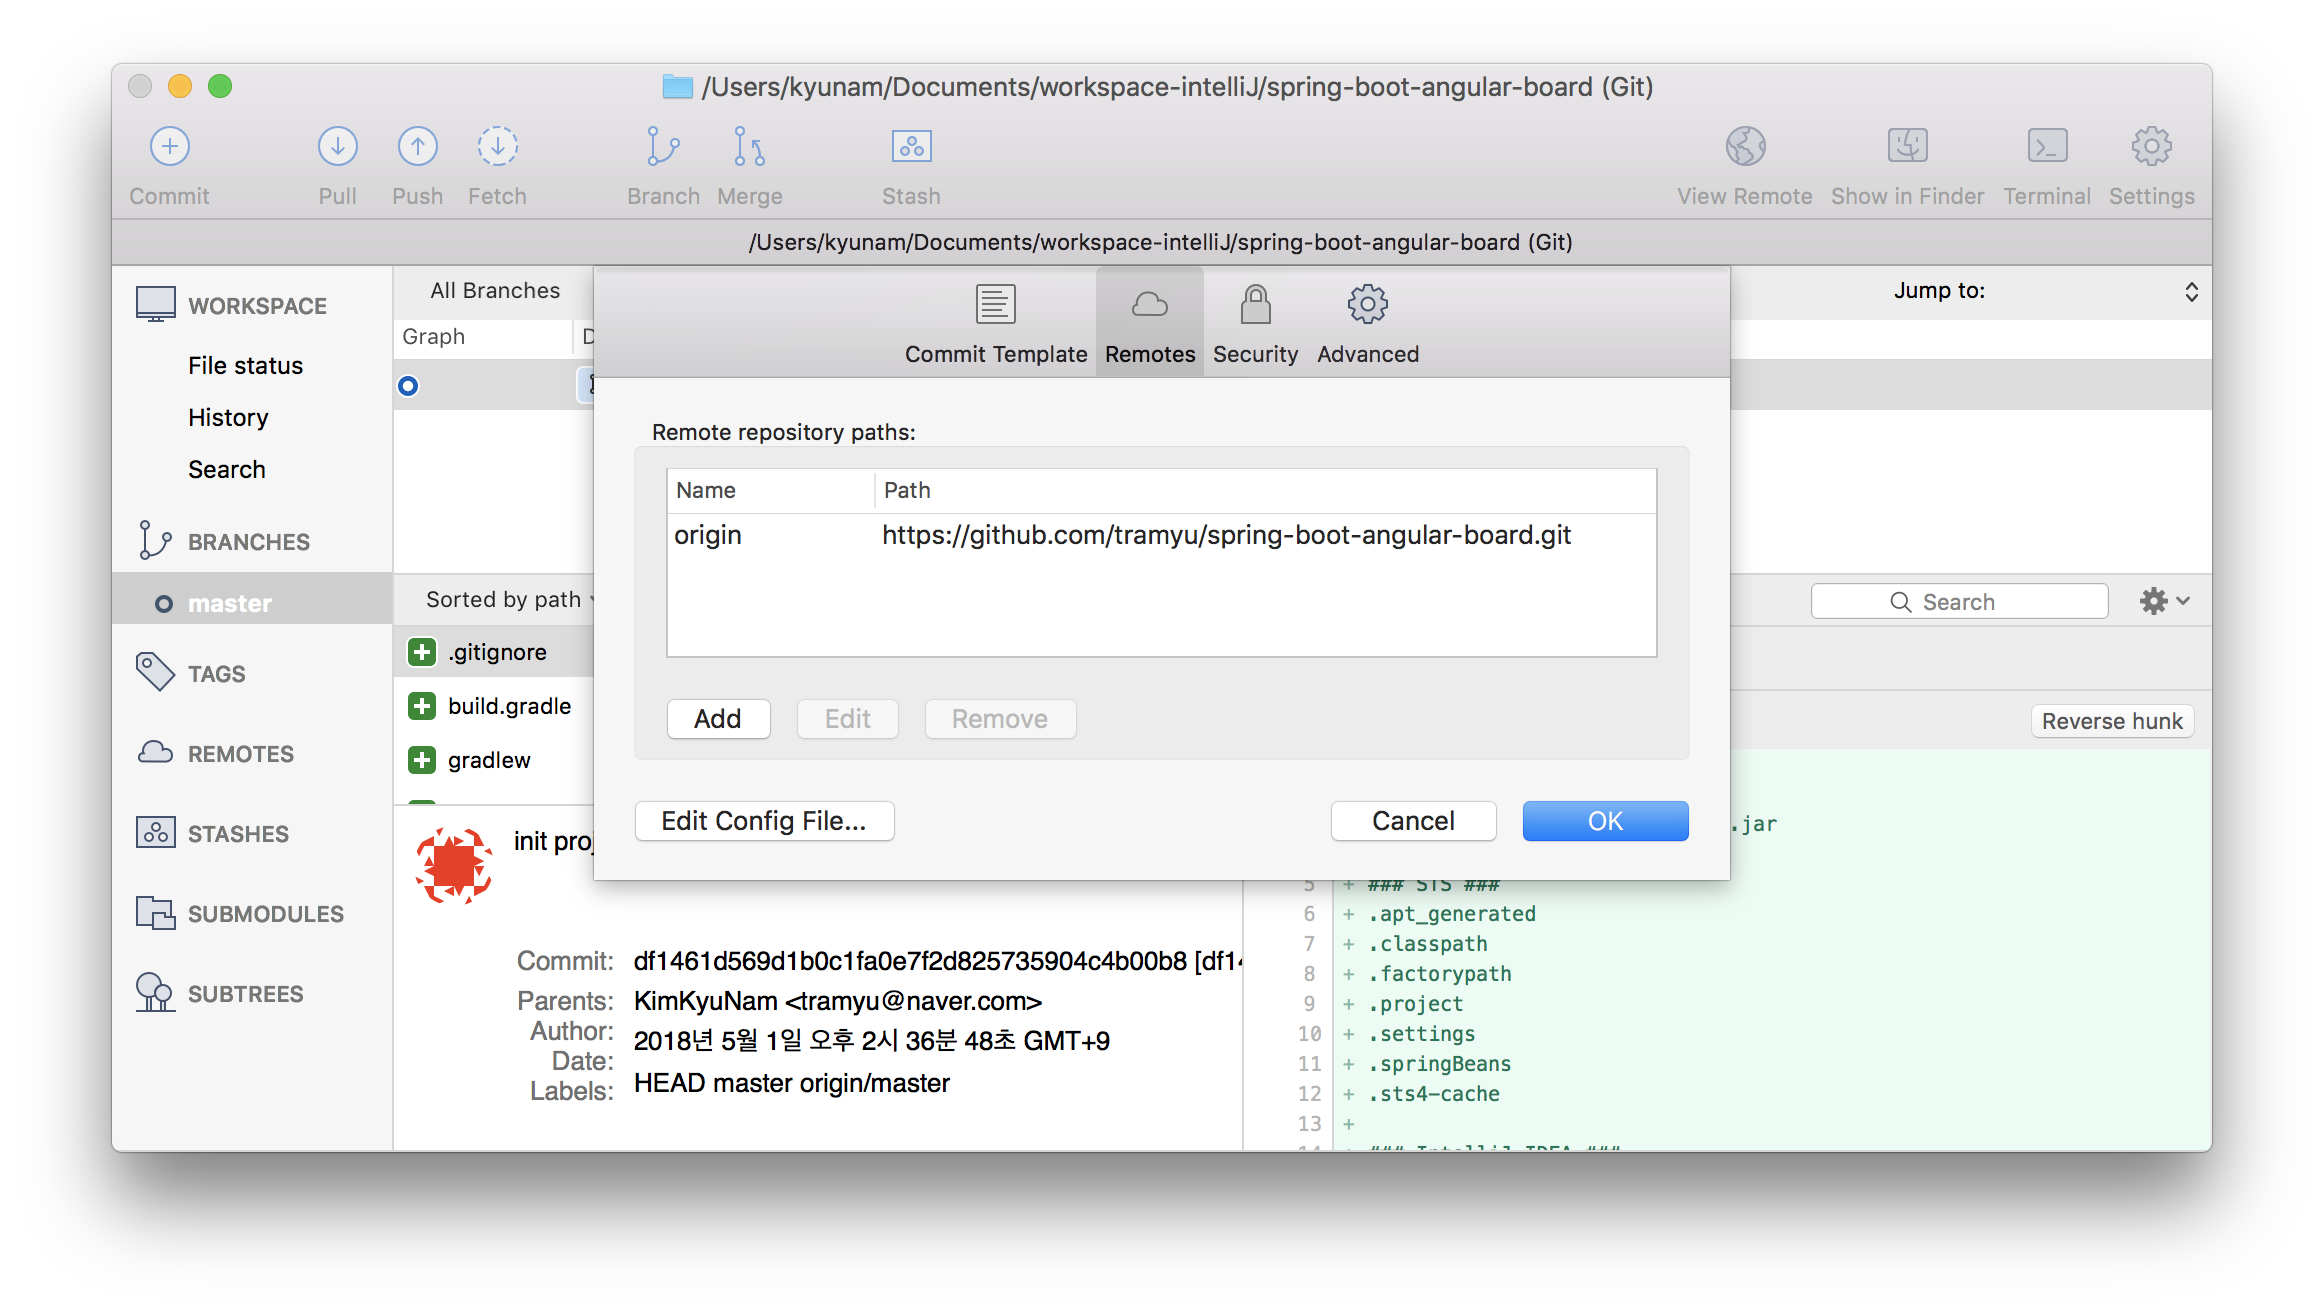 /Users/kyunam/Documents/workspace-intelliJ/spring-boot-angular-board (Git)
Commit Pull Push Fetch Branch Merge Stash View Remote Show in Finder Terminal Settings
/Users/kyunam/Documents/workspace-intelliJ/spring-boot-angular-board (Git)
WORKSPACE
File status
History
Search
BRANCHES
master
TAGS
REMOTES
STASHES
SUBMODULES
SUBTREES
All Branches
Jump to:
Graph
Commit Template Remotes Security Advanced
Remote repository paths:
Name Path
origin https://github.com/tramyu/spring-boot-angular-board.git
Add Edit Remove
Edit Config File... Cancel OK
Sorted by path
Search
.gitignore
build.gradle
gradlew
Reverse hunk
init
Commit: df1461d569d1b0c1fa0e7f2d825735904c4b00b8 [df14
Parents: KimKyuNam <tramyu@naver.com>
Author: 2018년 5월 1일 오후 2시 36분 48초 GMT+9
Date:
Labels: HEAD master origin/master
.jar
5 + ### STS ###
6 + .apt_generated
7 + .classpath
8 + .factorypath
9 + .project
10 + .settings
11 + .springBeans
12 + .sts4-cache
13 +
14 + ### IntelliJ IDEA ###